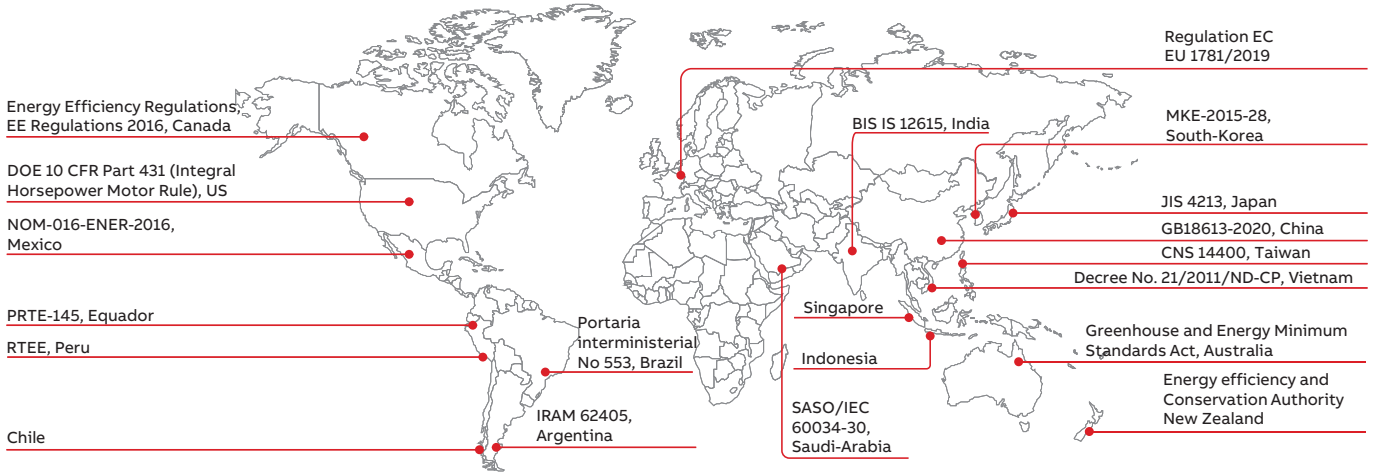 Regulation EC
EU 1781/2019
Energy Efficiency Regulations,
EE Regulations 2016, Canada
BIS IS 12615, India
MKE-2015-28,
South-Korea
DOE 10 CFR Part 431 (Integral
Horsepower Motor Rule), US
JIS 4213, Japan
NOM-016-ENER-2016,
Mexico
GB18613-2020, China
CNS 14400, Taiwan
Decree No. 21/2011/ND-CP, Vietnam
Singapore
PRTE-145, Equador
Portaria
interministerial
No 553, Brazil
Greenhouse and Energy Minimum
Standards Act, Australia
RTEE, Peru
Indonesia
Energy efficiency and
Conservation Authority
New Zealand
SASO/IEC
60034-30,
Saudi-Arabia
IRAM 62405,
Argentina
Chile